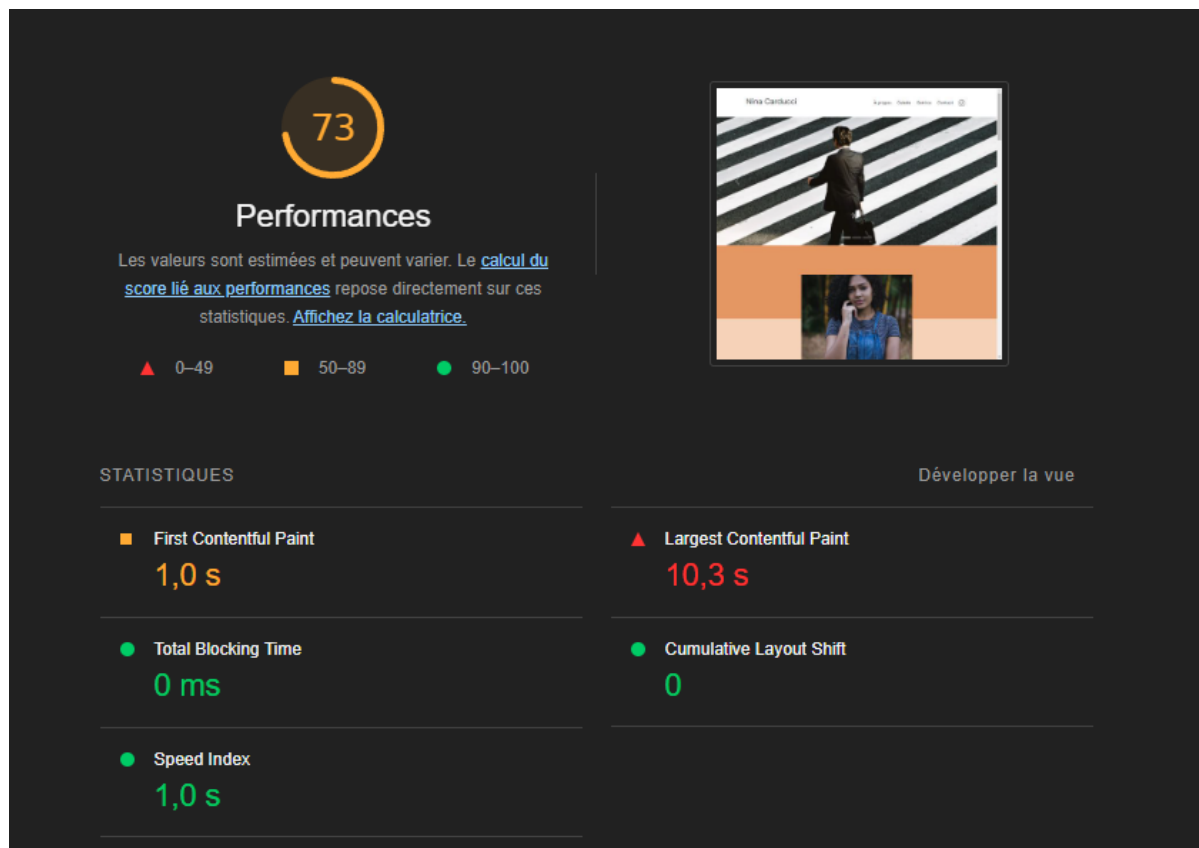 73
Performances
Les valeurs sont estimées et peuvent varier. Le calcul du
score lié aux performances repose directement sur ces
statistiques. Affichez la calculatrice.
0–49 50–89 90–100
Nina Carducci
Contact
STATISTIQUES
Développer la vue
First Contentful Paint
1,0 s
Largest Contentful Paint
10,3 s
Total Blocking Time
0 ms
Cumulative Layout Shift
0
Speed Index
1,0 s